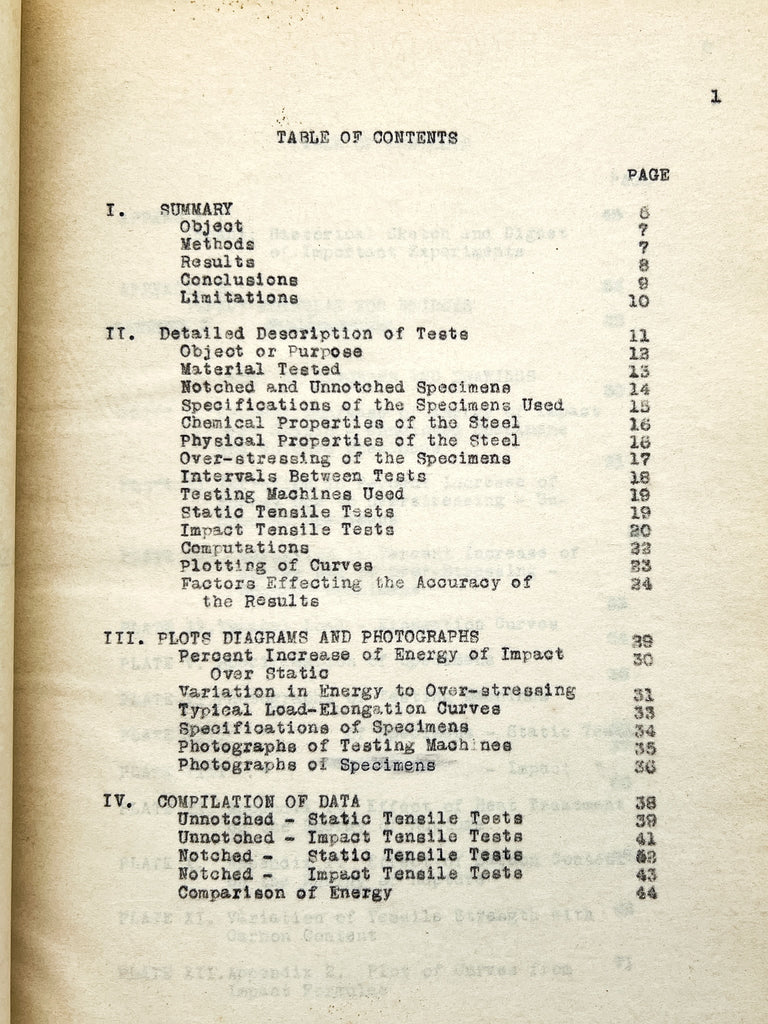 1
TABLE OF CONTENTS
PAGE
I. SUMMARY 6
Object 7
Methods 7
Results 8
Conclusions 9
Limitations 10
II. Detailed Description of Tests 11
Object or Purpose 12
Material Tested 13
Notched and Unnotched Specimens 14
Specifications of the Specimens Used 15
Chemical Properties of the Steel 16
Physical Properties of the Steel 16
Over-stressing of the Specimens 17
Intervals Between Tests 18
Testing Machines Used 19
Static Tensile Tests 19
Impact Tensile Tests 20
Computations 22
Plotting of Curves 23
Factors Effecting the Accuracy of 24
the Results
III. PLOTS DIAGRAMS AND PHOTOGRAPHS 29
Percent Increase of Energy of Impact 30
Over Static
Variation in Energy to Over-stressing 31
Typical Load-Elongation Curves 33
Specifications of Specimens 34
Photographs of Testing Machines 35
Photographs of Specimens 36
IV. COMPILATION OF DATA 38
Unnotched - Static Tensile Tests 39
Unnotched - Impact Tensile Tests 41
Notched - Static Tensile Tests 42
Notched - Impact Tensile Tests 43
Comparison of Energy 44